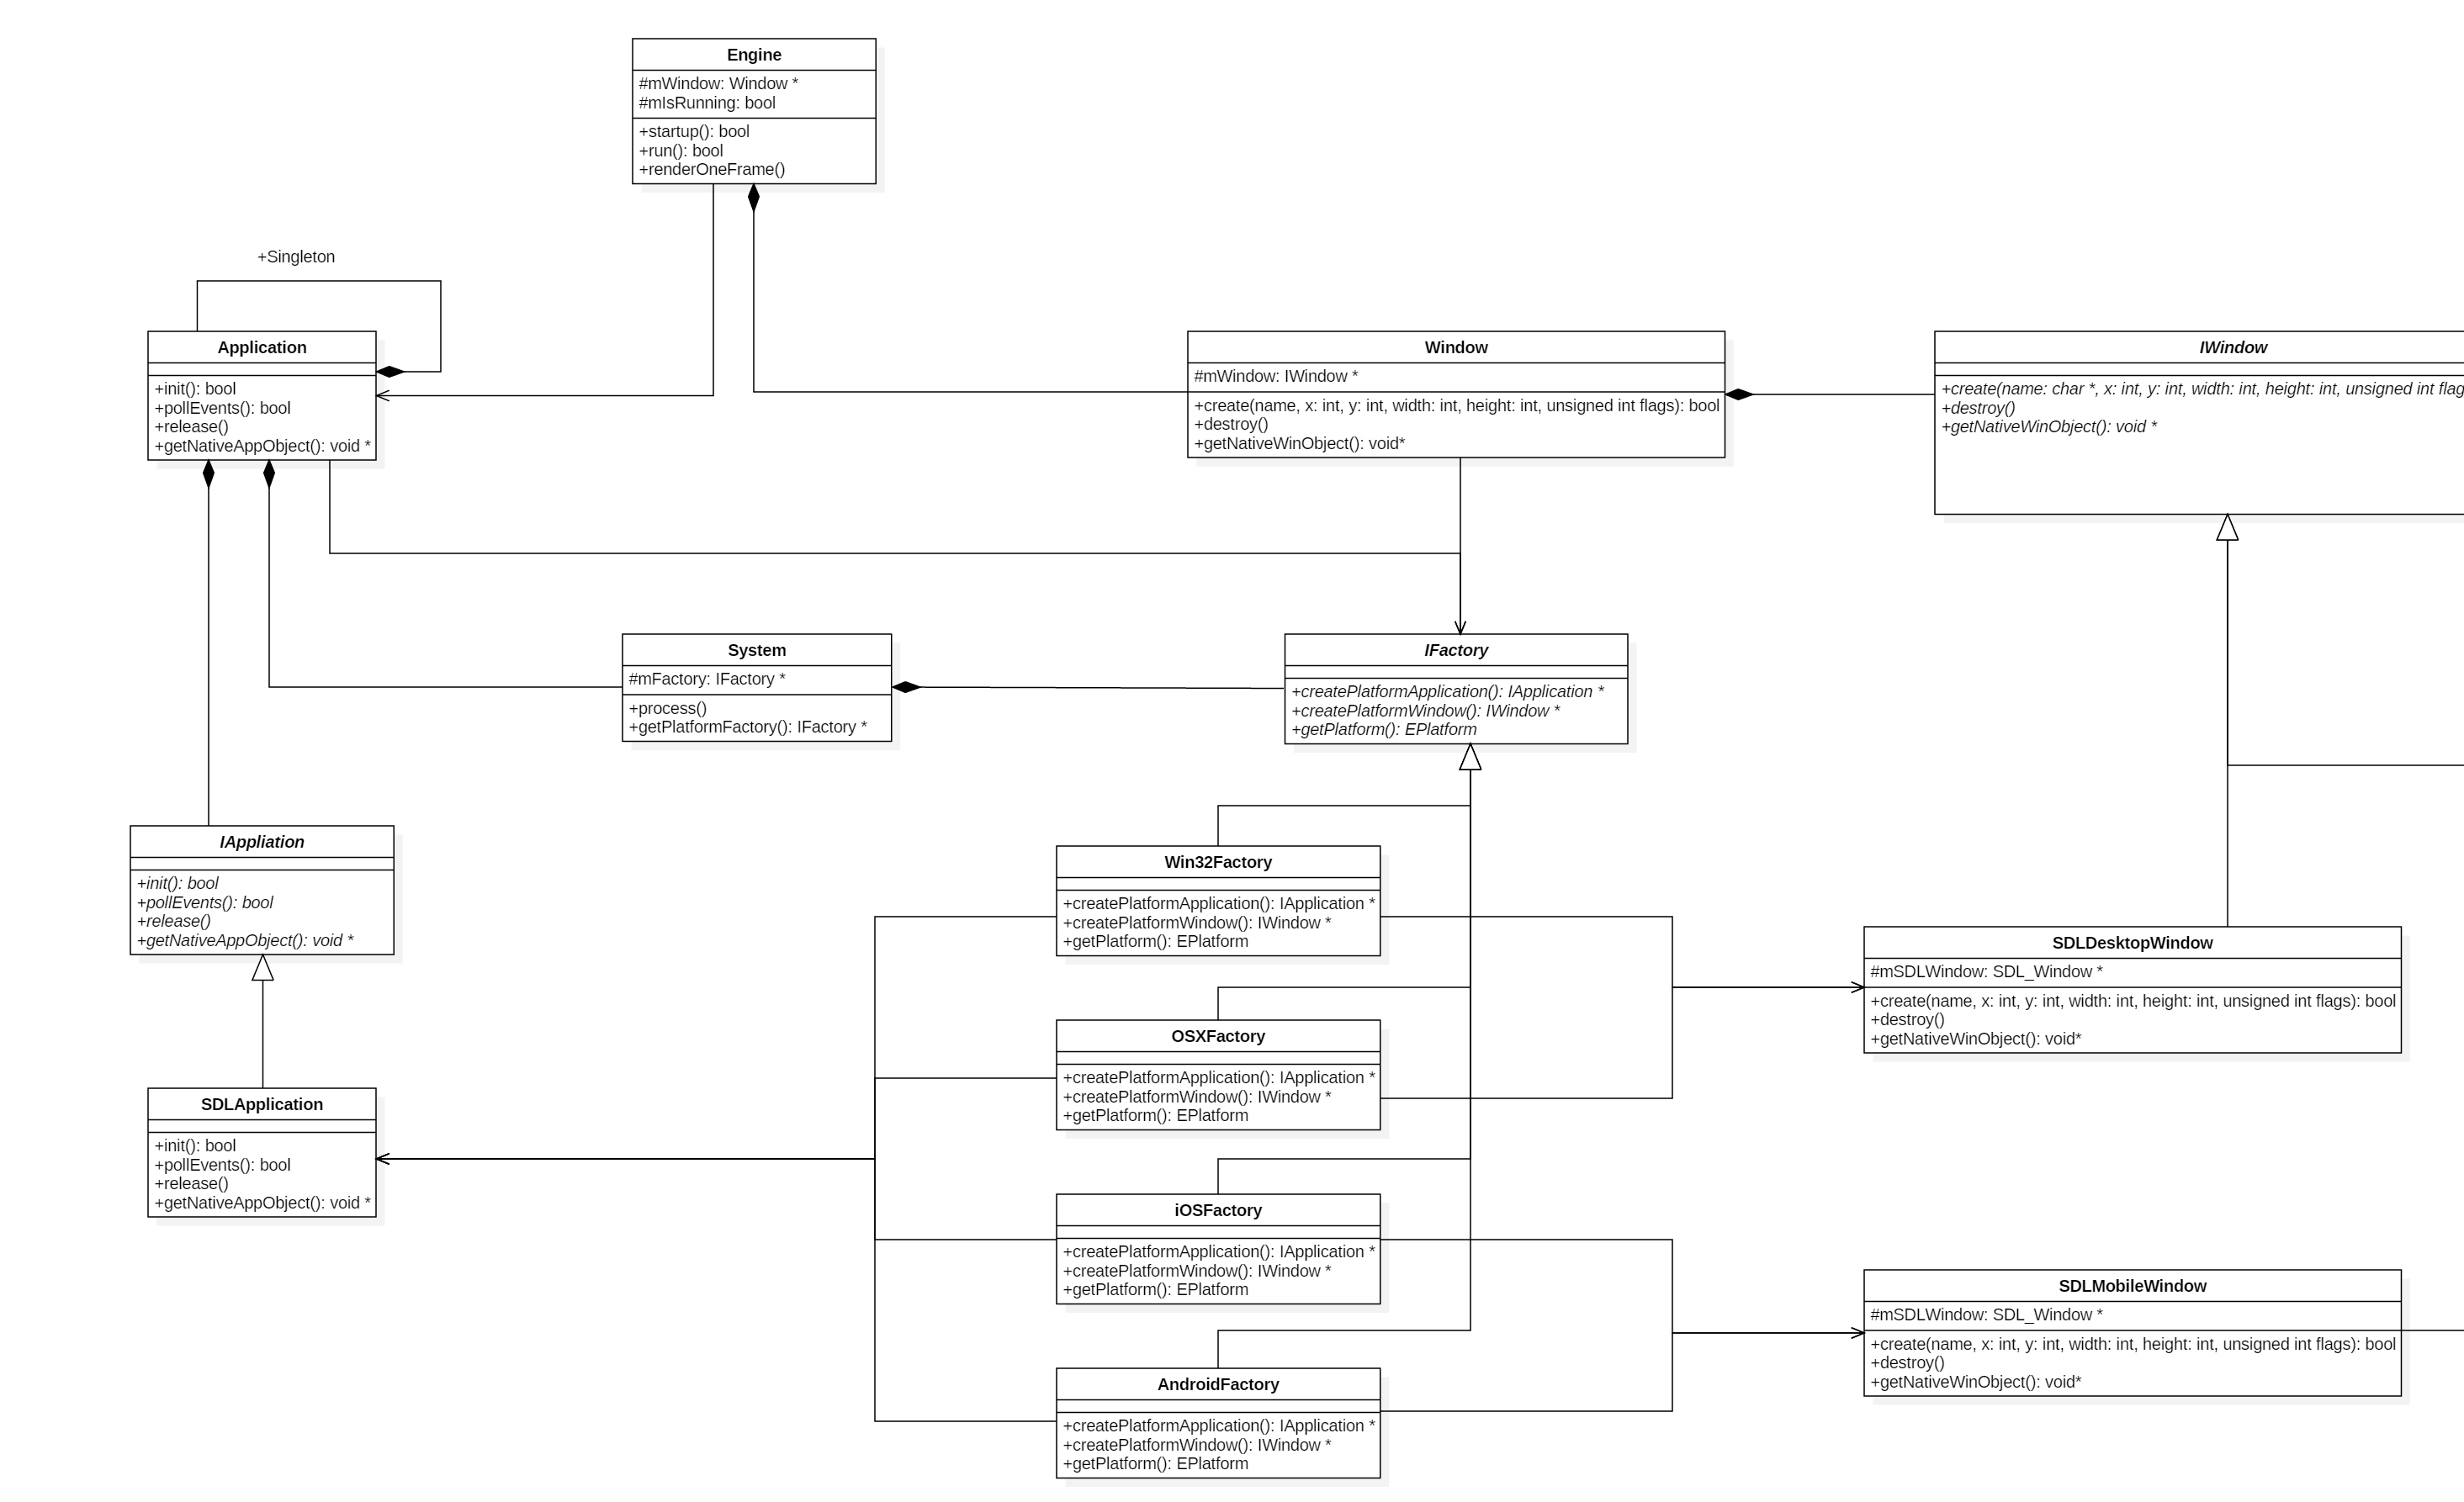 Engine
#mWindow: Window *
#mIsRunning: bool
+startup(): bool
+run(): bool
+renderOneFrame()
+Singleton
Application
+init(): bool
+pollEvents(): bool
+release()
+getNativeAppObject(): void *
Window
#mWindow: IWindow *
+create(name, x: int, y: int, width: int, height: int, unsigned int flags): bool
+destroy()
+getNativeWinObject(): void*
IWindow
+create(name: char *, x: int, y: int, width: int, height: int, unsigned int flag
+destroy()
+getNativeWinObject(): void *
System
#mFactory: IFactory *
+process()
+getPlatformFactory(): IFactory *
IFactory
+createPlatformApplication(): IApplication *
+createPlatformWindow(): IWindow *
+getPlatform(): EPlatform
IAppliation
+init(): bool
+pollEvents(): bool
+release()
+getNativeAppObject(): void *
Win32Factory
+createPlatformApplication(): IApplication *
+createPlatformWindow(): IWindow *
+getPlatform(): EPlatform
SDLDesktopWindow
#mSDLWindow: SDL_Window *
+create(name, x: int, y: int, width: int, height: int, unsigned int flags): bool
+destroy()
+getNativeWinObject(): void*
OSXFactory
+createPlatformApplication(): IApplication *
+createPlatformWindow(): IWindow *
+getPlatform(): EPlatform
SDLApplication
+init(): bool
+pollEvents(): bool
+release()
+getNativeAppObject(): void *
iOSFactory
+createPlatformApplication(): IApplication *
+createPlatformWindow(): IWindow *
+getPlatform(): EPlatform
SDLMobileWindow
#mSDLWindow: SDL_Window *
+create(name, x: int, y: int, width: int, height: int, unsigned int flags): bool
+destroy()
+getNativeWinObject(): void*
AndroidFactory
+createPlatformApplication(): IApplication *
+createPlatformWindow(): IWindow *
+getPlatform(): EPlatform